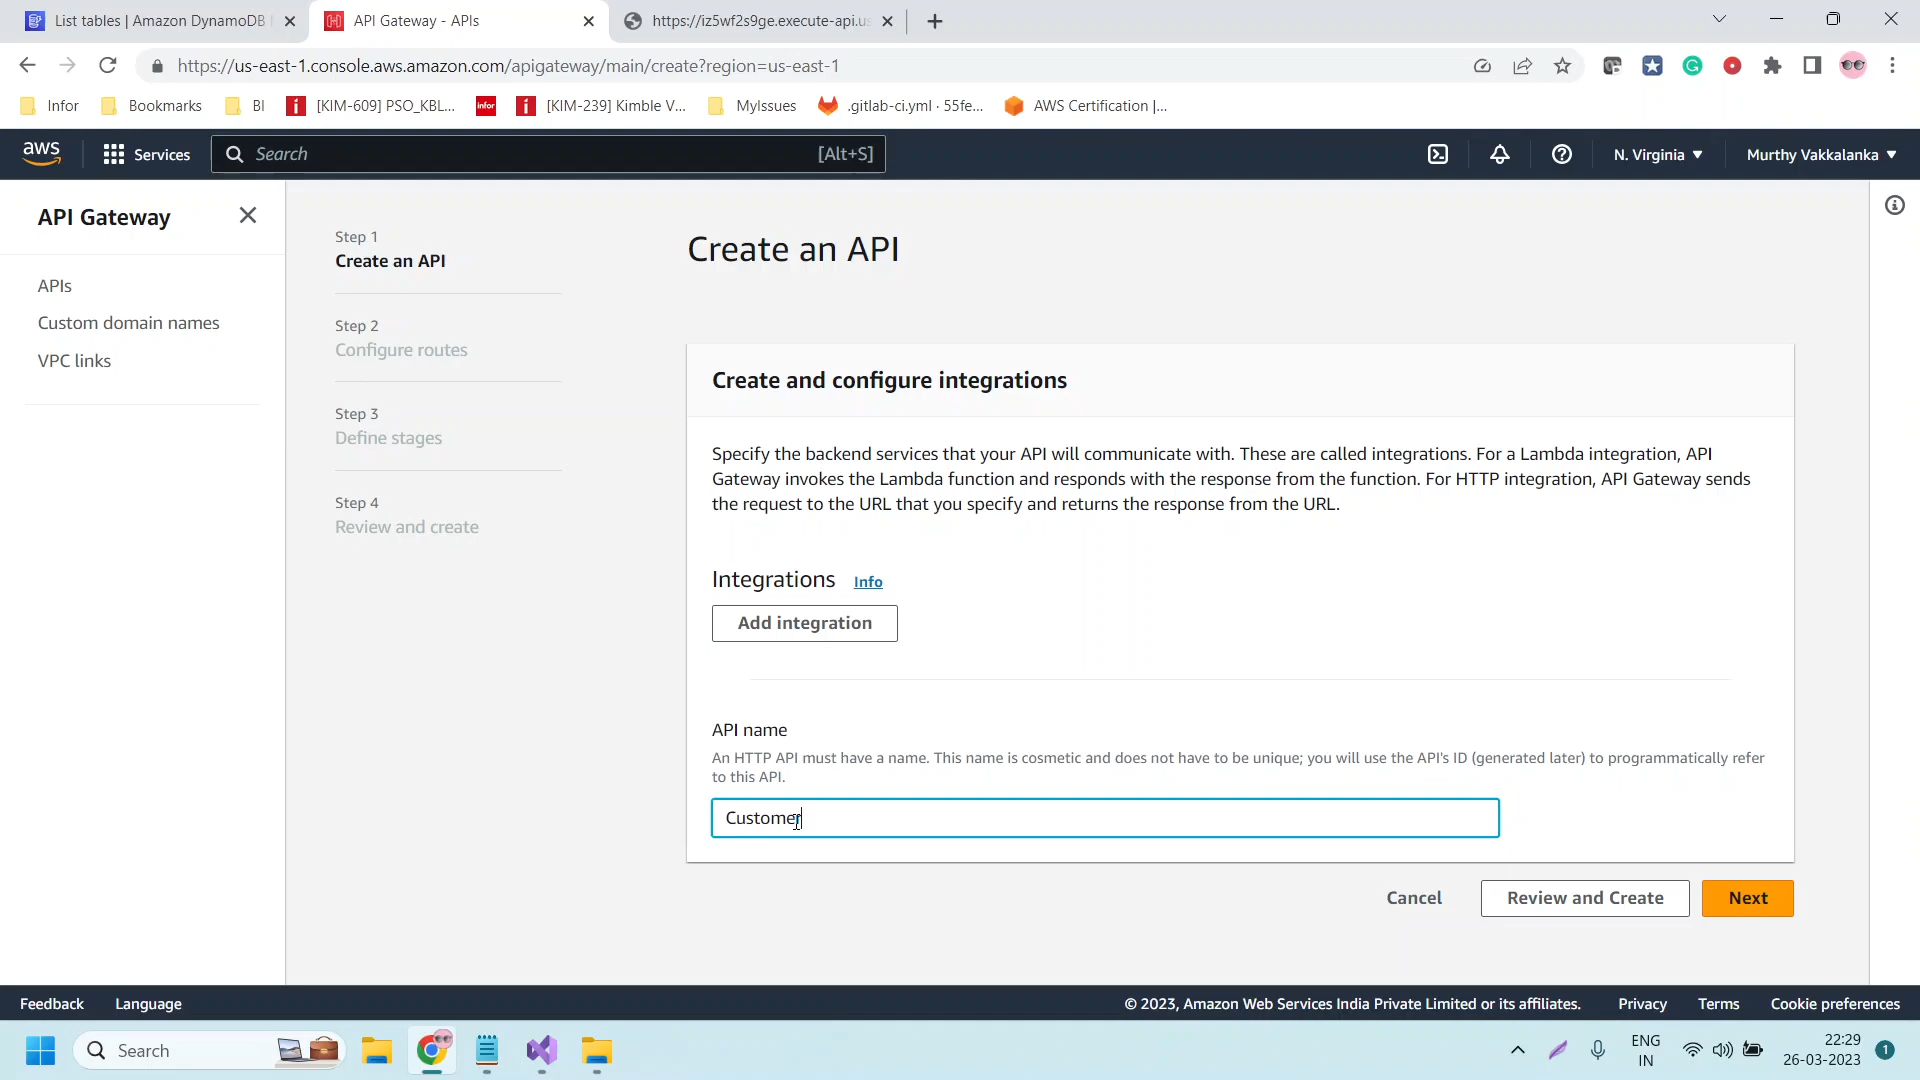 List tables | Amazon DynamoDB
API Gateway - APIs
https://iz5wf2s9ge.execute-api.us
https://us-east-1.console.aws.amazon.com/apigateway/main/create?region=us-east-1
Infor
Bookmarks
BI
[KIM-609] PSO_KBL...
infor
[KIM-239] Kimble V...
MyIssues
.gitlab-ci.yml · 55fe...
AWS Certification |...
aws
Services
Search
[Alt+S]
N. Virginia
Murthy Vakkalanka
API Gateway
APIs
Custom domain names
VPC links
Step 1
Create an API
Step 2
Configure routes
Step 3
Define stages
Step 4
Review and create
Create an API
Create and configure integrations
Specify the backend services that your API will communicate with. These are called integrations. For a Lambda integration, API
Gateway invokes the Lambda function and responds with the response from the function. For HTTP integration, API Gateway sends
the request to the URL that you specify and returns the response from the URL.
Integrations Info
Add integration
API name
An HTTP API must have a name. This name is cosmetic and does not have to be unique; you will use the API's ID (generated later) to programmatically refer
to this API.
Customer
Cancel
Review and Create
Next
Feedback
Language
© 2023, Amazon Web Services India Private Limited or its affiliates.
Privacy
Terms
Cookie preferences
Search
ENG
IN
22:29
26-03-2023
1